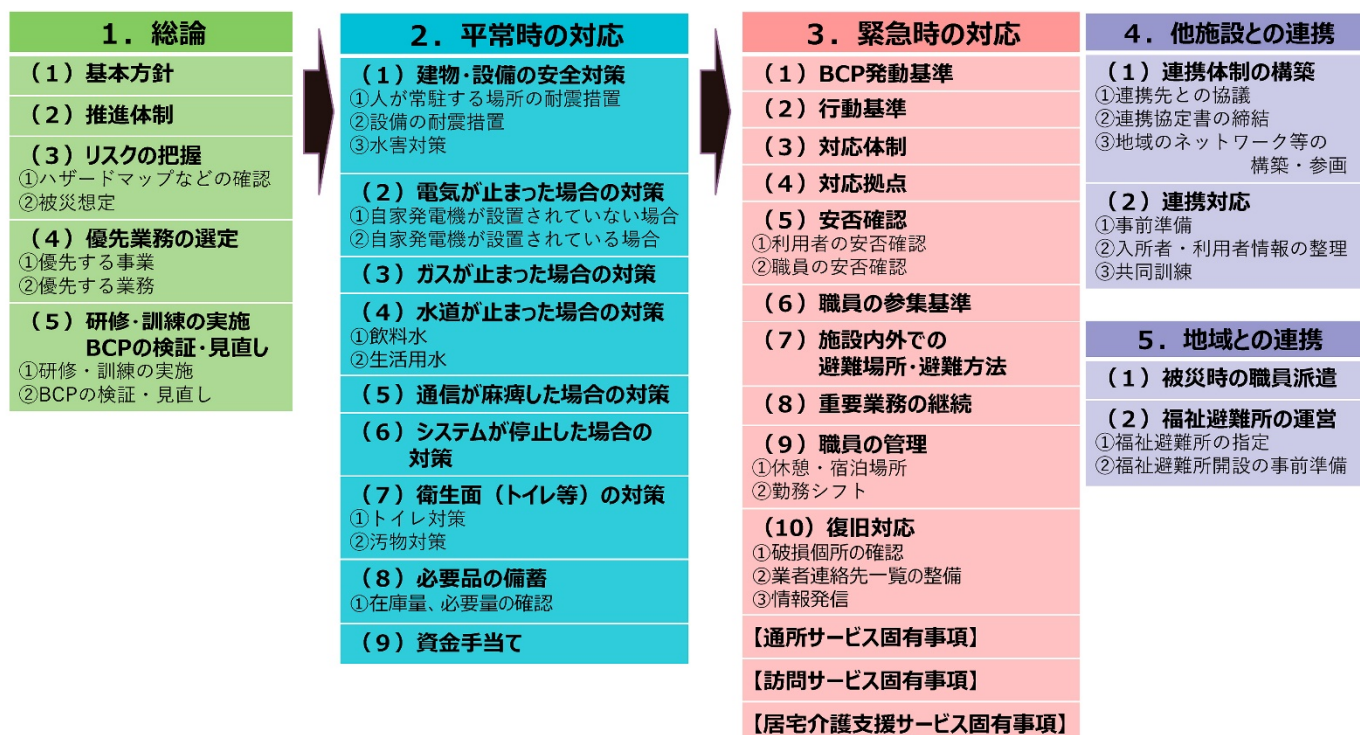 1. 総論
(1)基本方針
(2)推進体制
(3)リスクの把握
①ハザードマップなどの確認
②被災想定
(4)優先業務の選定
①優先する事業
②優先する業務
(5)研修・訓練の実施
BCPの検証・見直し
①研修・訓練の実施
②BCPの検証・見直し
2. 平常時の対応
(1)建物・設備の安全対策
①人が常駐する場所の耐震措置
②設備の耐震措置
③水害対策
(2)電気が止まった場合の対策
①自家発電機が設置されていない場合
②自家発電機が設置されている場合
(3)ガスが止まった場合の対策
(4)水道が止まった場合の対策
①飲料水
②生活用水
(5)通信が麻痺した場合の対策
(6)システムが停止した場合の
対策
(7)衛生面(トイレ等)の対策
①トイレ対策
②汚物対策
(8)必要品の備蓄
①在庫量、必要量の確認
(9)資金手当て
3. 緊急時の対応
(1)BCP発動基準
(2)行動基準
(3)対応体制
(4)対応拠点
(5)安否確認
①利用者の安否確認
②職員の安否確認
(6)職員の参集基準
(7)施設内外での
避難場所・避難方法
(8)重要業務の継続
(9)職員の管理
①休憩・宿泊場所
②勤務シフト
(10)復旧対応
①破損個所の確認
②業者連絡先一覧の整備
③情報発信
【通所サービス固有事項】
【訪問サービス固有事項】
【居宅介護支援サービス固有事項】
4. 他施設との連携
(1)連携体制の構築
①連携先との協議
②連携協定書の締結
③地域のネットワーク等の
構築・参画
(2)連携対応
①事前準備
②入所者・利用者情報の整理
③共同訓練
5. 地域との連携
(1)被災時の職員派遣
(2)福祉避難所の運営
①福祉避難所の指定
②福祉避難所開設の事前準備